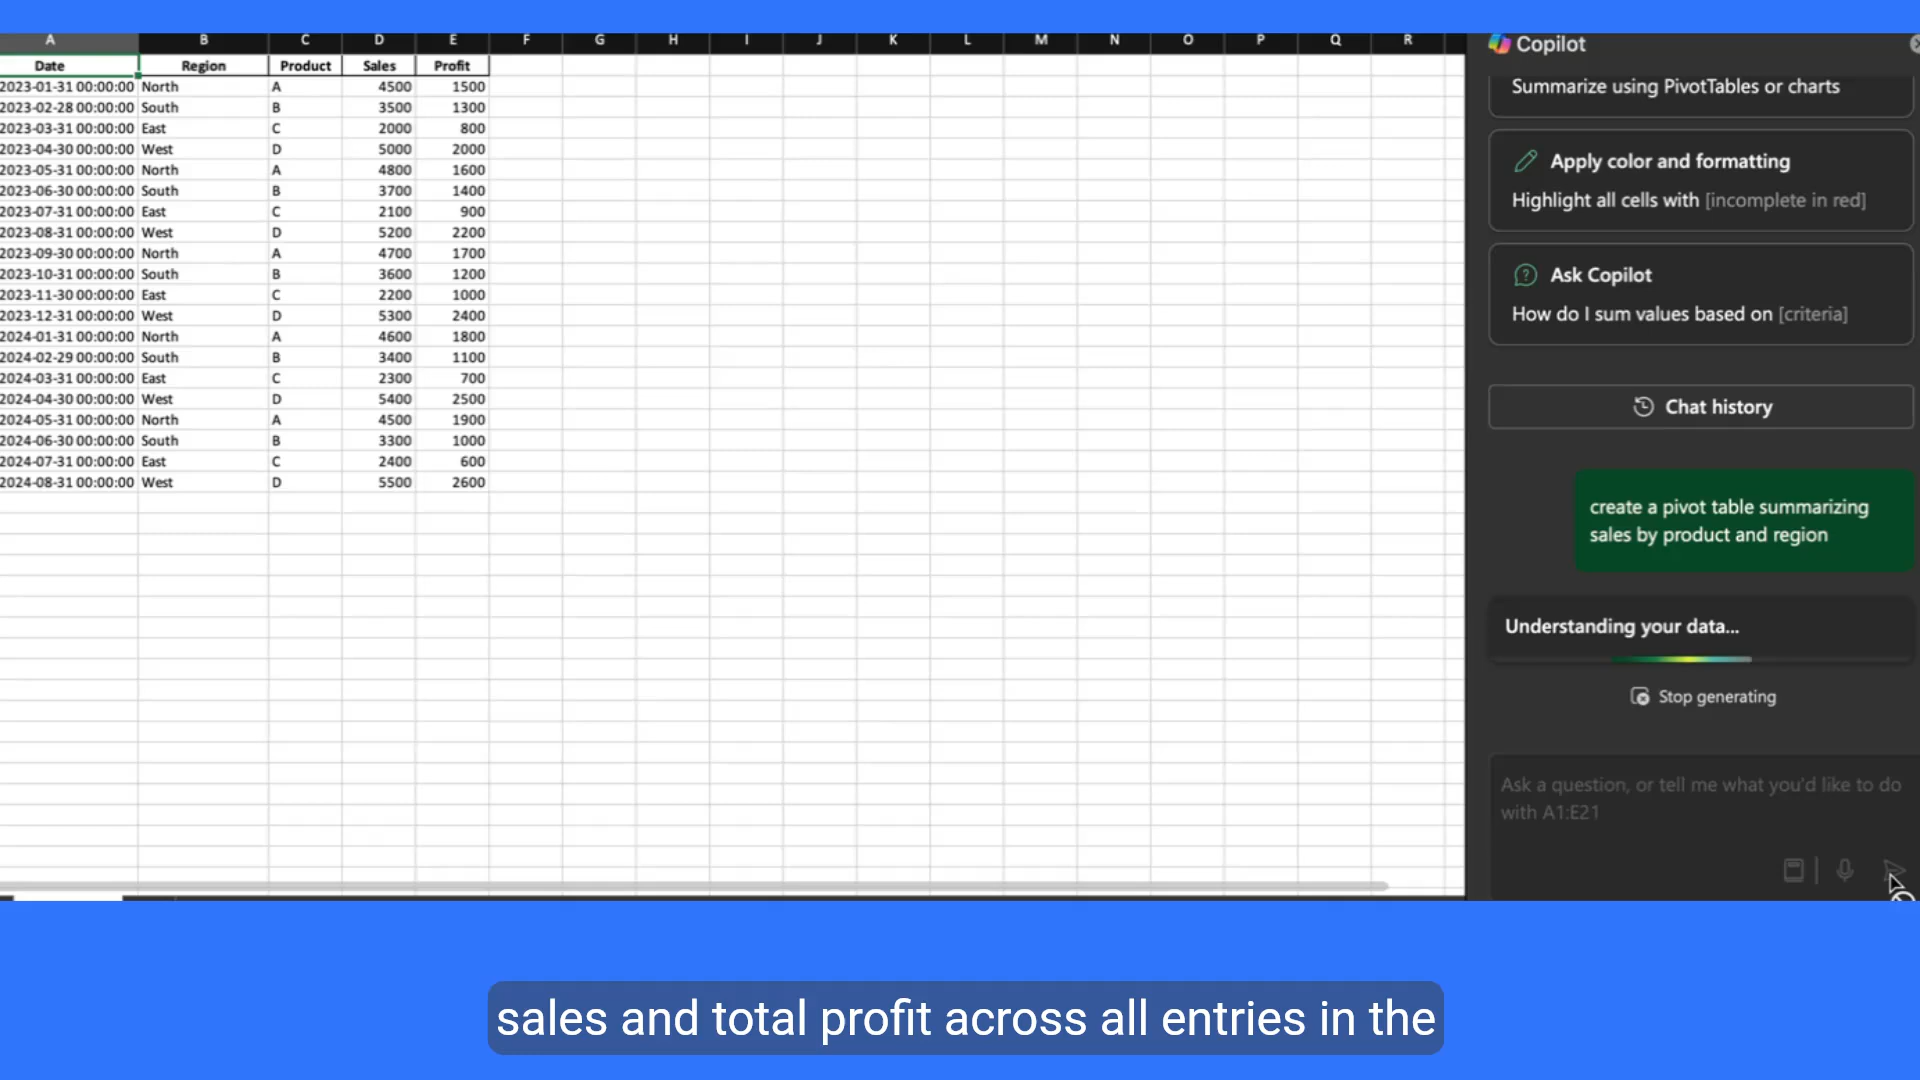 A B C D E F G H I J K L M N O P Q R
Date Region Product Sales Profit
2023-01-31 00:00:00 North A 4500 1500
2023-02-28 00:00:00 South B 3500 1300
2023-03-31 00:00:00 East C 2000 800
2023-04-30 00:00:00 West D 5000 2000
2023-05-31 00:00:00 North A 4800 1600
2023-06-30 00:00:00 South B 3700 1400
2023-07-31 00:00:00 East C 2100 900
2023-08-31 00:00:00 West D 5200 2200
2023-09-30 00:00:00 North A 4700 1700
2023-10-31 00:00:00 South B 3600 1200
2023-11-30 00:00:00 East C 2200 1000
2023-12-31 00:00:00 West D 5300 2400
2024-01-31 00:00:00 North A 4600 1800
2024-02-29 00:00:00 South B 3400 1100
2024-03-31 00:00:00 East C 2300 700
2024-04-30 00:00:00 West D 5400 2500
2024-05-31 00:00:00 North A 4500 1900
2024-06-30 00:00:00 South B 3300 1000
2024-07-31 00:00:00 East C 2400 600
2024-08-31 00:00:00 West D 5500 2600
Copilot
Summarize using PivotTables or charts
Apply color and formatting
Highlight all cells with [incomplete in red]
Ask Copilot
How do I sum values based on [criteria]
Chat history
create a pivot table summarizing
sales by product and region
Understanding your data...
Stop generating
Ask a question, or tell me what you'd like to do
with A1:E21
sales and total profit across all entries in the